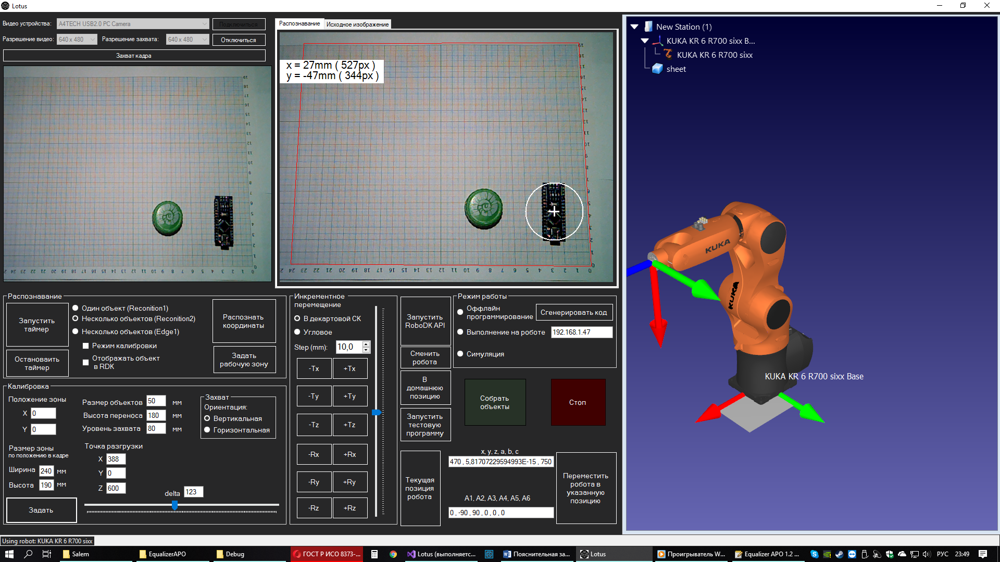 Lotus
Видео устройства:
A4TECH USB2.0 PC Camera
Подключиться
Разрешение видео:
640 x 480
Разрешение захвата:
640 x 480
Отключиться
Захват кадра
Распознавание
Исходное изображение
x = 27mm ( 527px )
y = -47mm ( 344px )
New Station (1)
KUKA KR 6 R700 sixx B...
KUKA KR 6 R700 sixx
sheet
KUKA
KUKA
KUKA KR 6 R700 sixx Base
Распознавание
Запустить
таймер
Остановаить
таймер
Один объект (Reconition1)
Несколько объектов (Reconition2)
Несколько объектов (Edge1)
Режим калибровки
Отображать объект
в RDK
Распознать
координаты
Задать
рабочую зону
Калибровка
Положение зоны
X 0
Y 0
Размер зоны
по положению в кадре
Ширина 240 мм
Высота 190 мм
Задать
Размер объектов 50 мм
Высота переноса 180 мм
Уровень захвата 80 мм
Точка разгрузки
X 388
Y 0
Z 600
Захват
Ориентация:
Вертикальная
Горизонтальная
delta 123
Инкрементное
перемещение
В декартовой СК
Угловое
Step (mm): 10,0
-Tx +Tx
-Ty +Ty
-Tz +Tz
-Rx +Rx
-Ry +Ry
-Rz +Rz
Запустить
RoboDK API
Сменить
робота
В
домашнюю
позицию
Запустить
тестовую
программу
Текущая
позиция
робота
Режим работы
Оффлайн
программирование
Сгенерировать код
Выполнение на роботе
192.168.1.47
Симуляция
Собрать
объекты
Стоп
x, y, z, a, b, c
470 , 5,81707229594993E-15 , 750
A1, A2, A3, A4, A5, A6
0 , -90 , 90 , 0 , 0 , 0
Переместить
робота в
указанную
позицию
Using robot: KUKA KR 6 R700 sixx
Salem
EqualizerAPO
Debug
ГОСТ Р ИСО 8373-...
Lotus (выполняетс...
Пояснительная за...
Lotus
Проигрыватель W...
Equalizer APO 1.2 ...
РУС
23:49